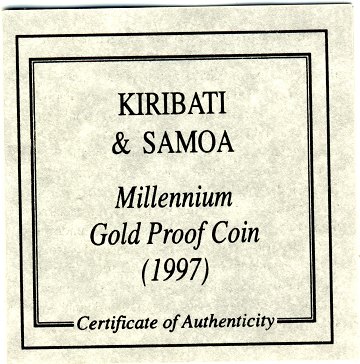 KIRIBATI
& SAMOA
Millennium
Gold Proof Coin
(1997)
Certificate of Authenticity